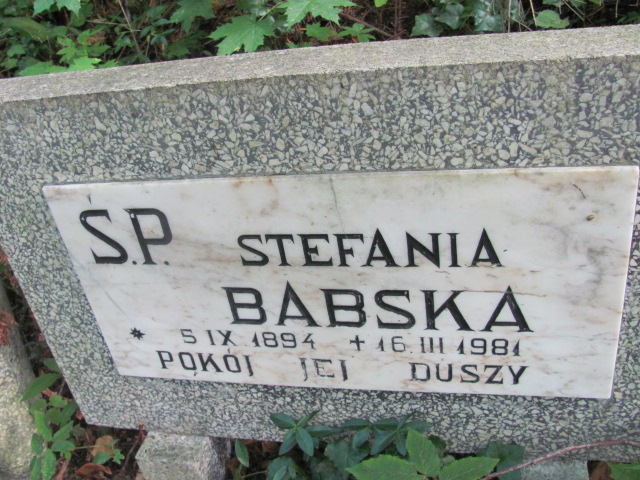 Ś.P. STEFANIA
BABSKA
* 5 IX 1894 + 16 III 1981
POKÓJ JEJ DUSZY